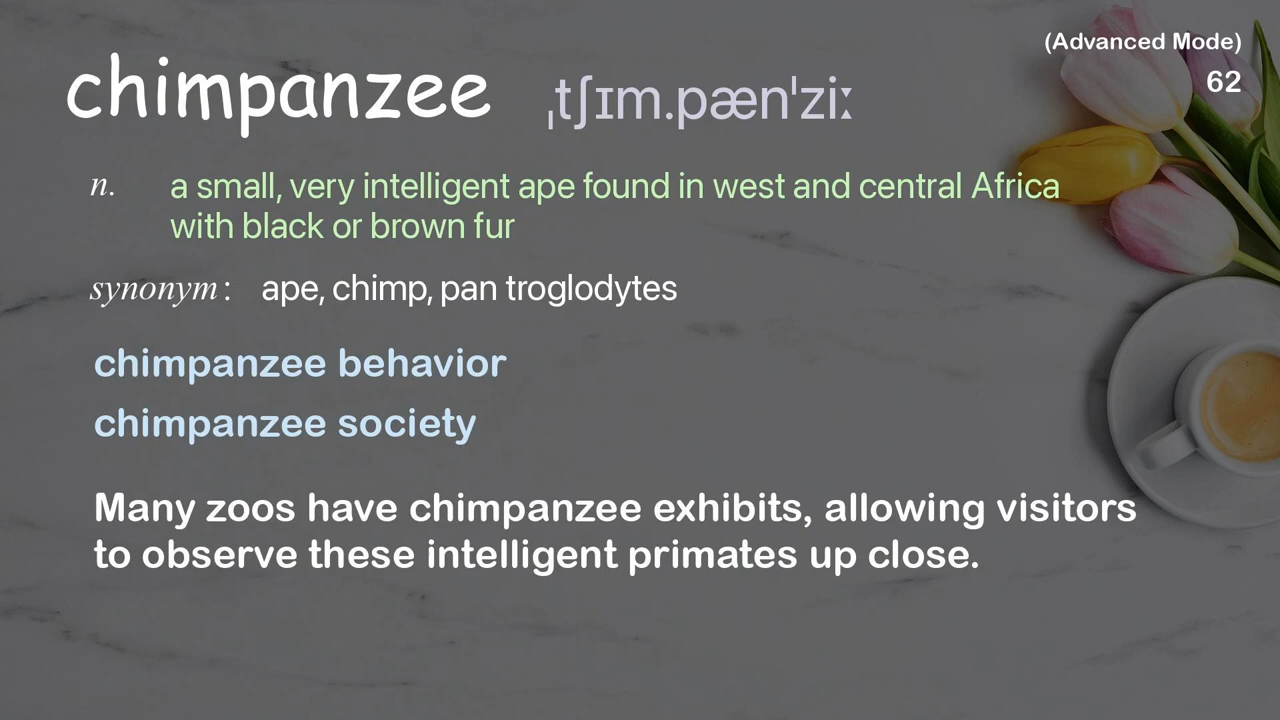 (Advanced Mode)
62
chimpanzee ˌtʃɪm.pænˈziː
n. a small, very intelligent ape found in west and central Africa
with black or brown fur
synonym: ape, chimp, pan troglodytes
chimpanzee behavior
chimpanzee society
Many zoos have chimpanzee exhibits, allowing visitors
to observe these intelligent primates up close.